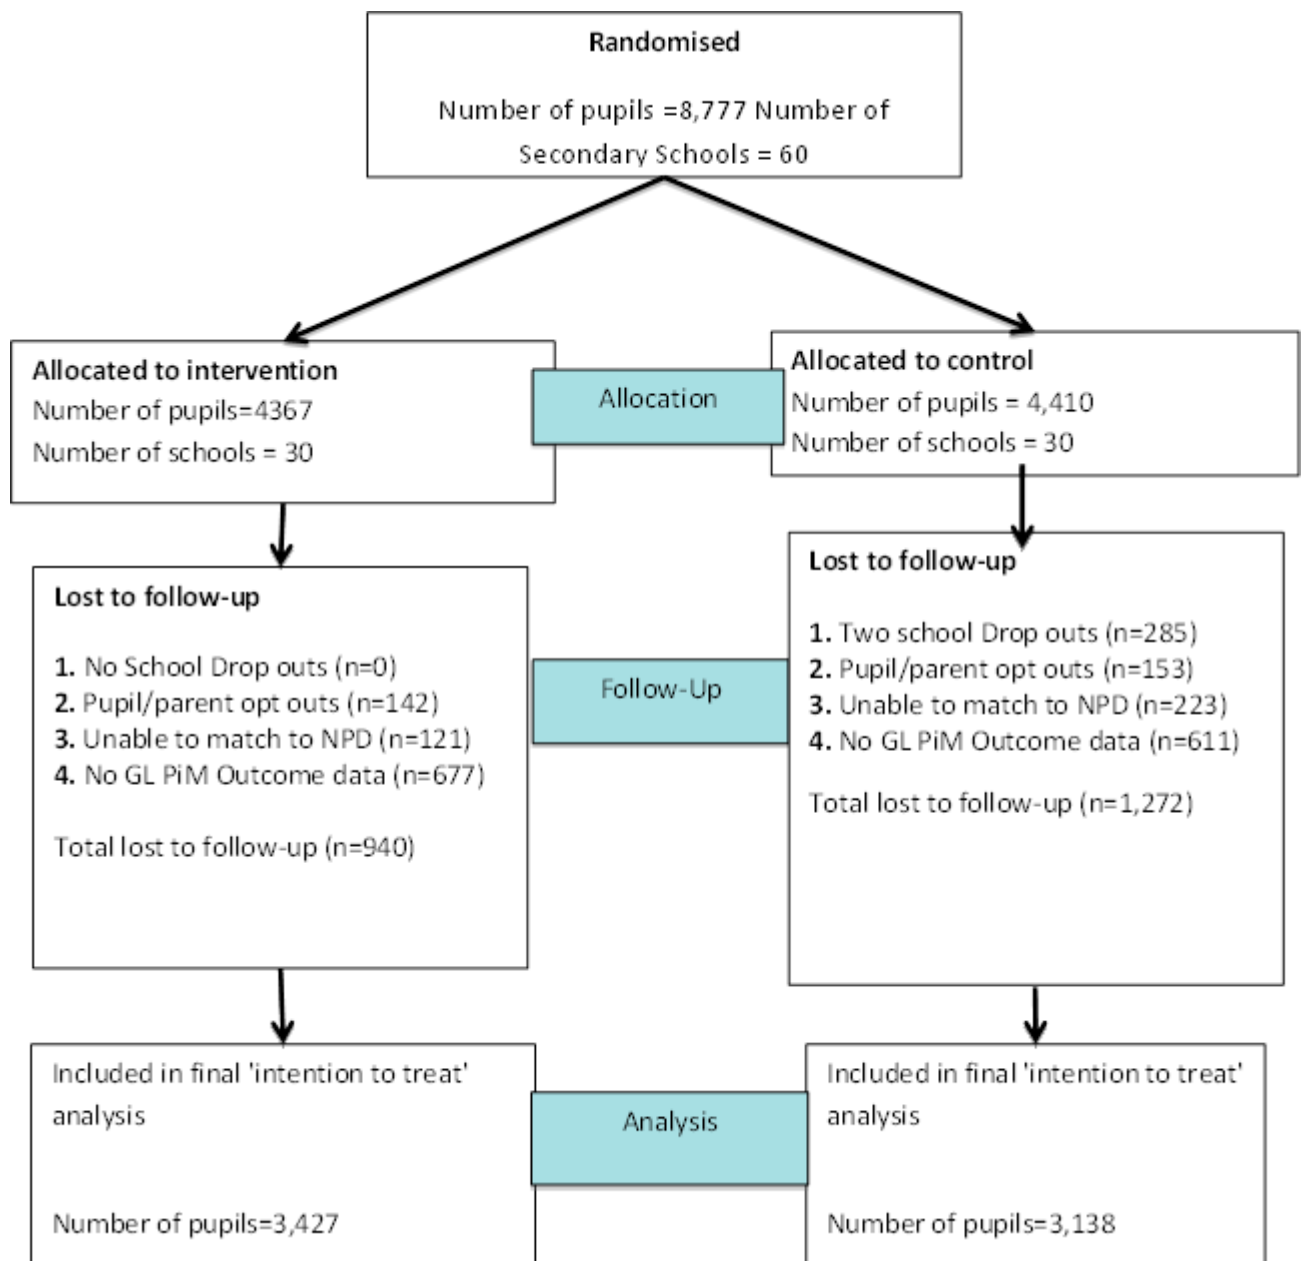 Randomised
Number of pupils =8,777 Number of
Secondary Schools = 60
Allocated to intervention
Number of pupils=4367
Number of schools = 30
Allocation
Allocated to control
Number of pupils = 4,410
Number of schools = 30
Lost to follow-up
1. No School Drop outs (n=0)
2. Pupil/parent opt outs (n=142)
3. Unable to match to NPD (n=121)
4. No GL PiM Outcome data (n=677)
Total lost to follow-up (n=940)
Follow-Up
Lost to follow-up
1. Two school Drop outs (n=285)
2. Pupil/parent opt outs (n=153)
3. Unable to match to NPD (n=223)
4. No GL PiM Outcome data (n=611)
Total lost to follow-up (n=1,272)
Included in final 'intention to treat'
analysis
Number of pupils=3,427
Analysis
Included in final 'intention to treat'
analysis
Number of pupils=3,138